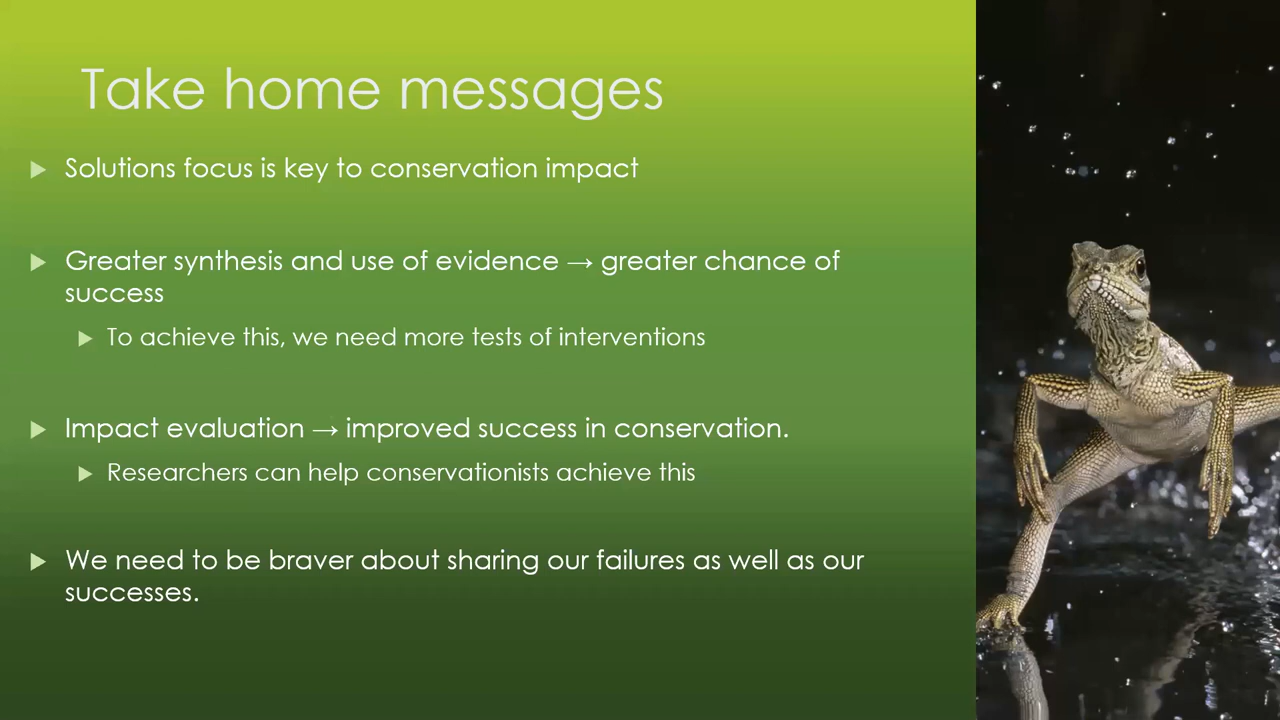 Take home messages
Solutions focus is key to conservation impact
Greater synthesis and use of evidence → greater chance of
success
To achieve this, we need more tests of interventions
Impact evaluation → improved success in conservation.
Researchers can help conservationists achieve this
We need to be braver about sharing our failures as well as our
successes.